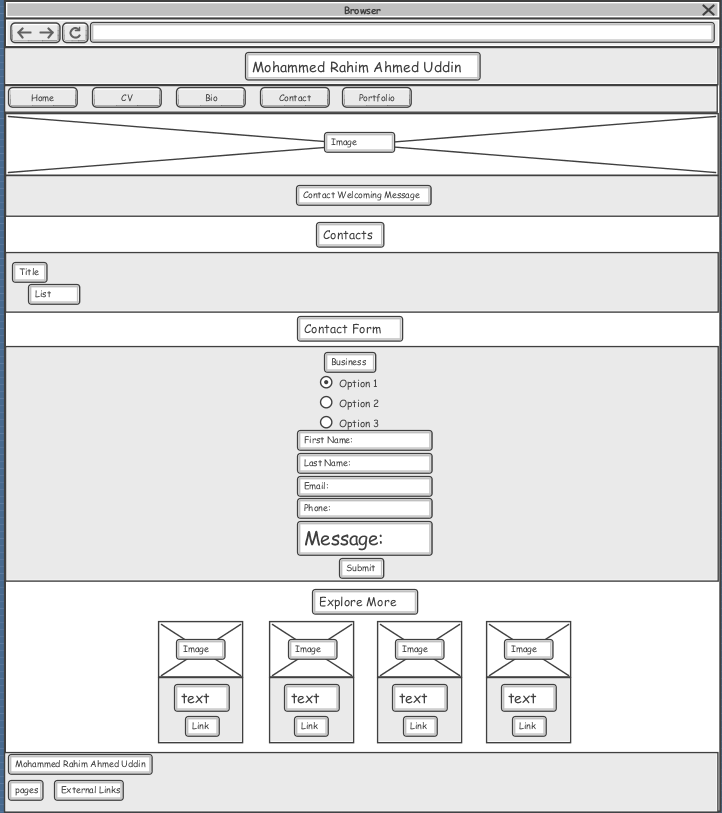 Browser
Mohammed Rahim Ahmed Uddin
Home CV Bio Contact Portfolio
Image
Contact Welcoming Message
Contacts
Title
List
Contact Form
Business
Option 1
Option 2
Option 3
First Name:
Last Name:
Email:
Phone:
Message:
Submit
Explore More
Image Image Image Image
text text text text
Link Link Link Link
Mohammed Rahim Ahmed Uddin
pages External Links